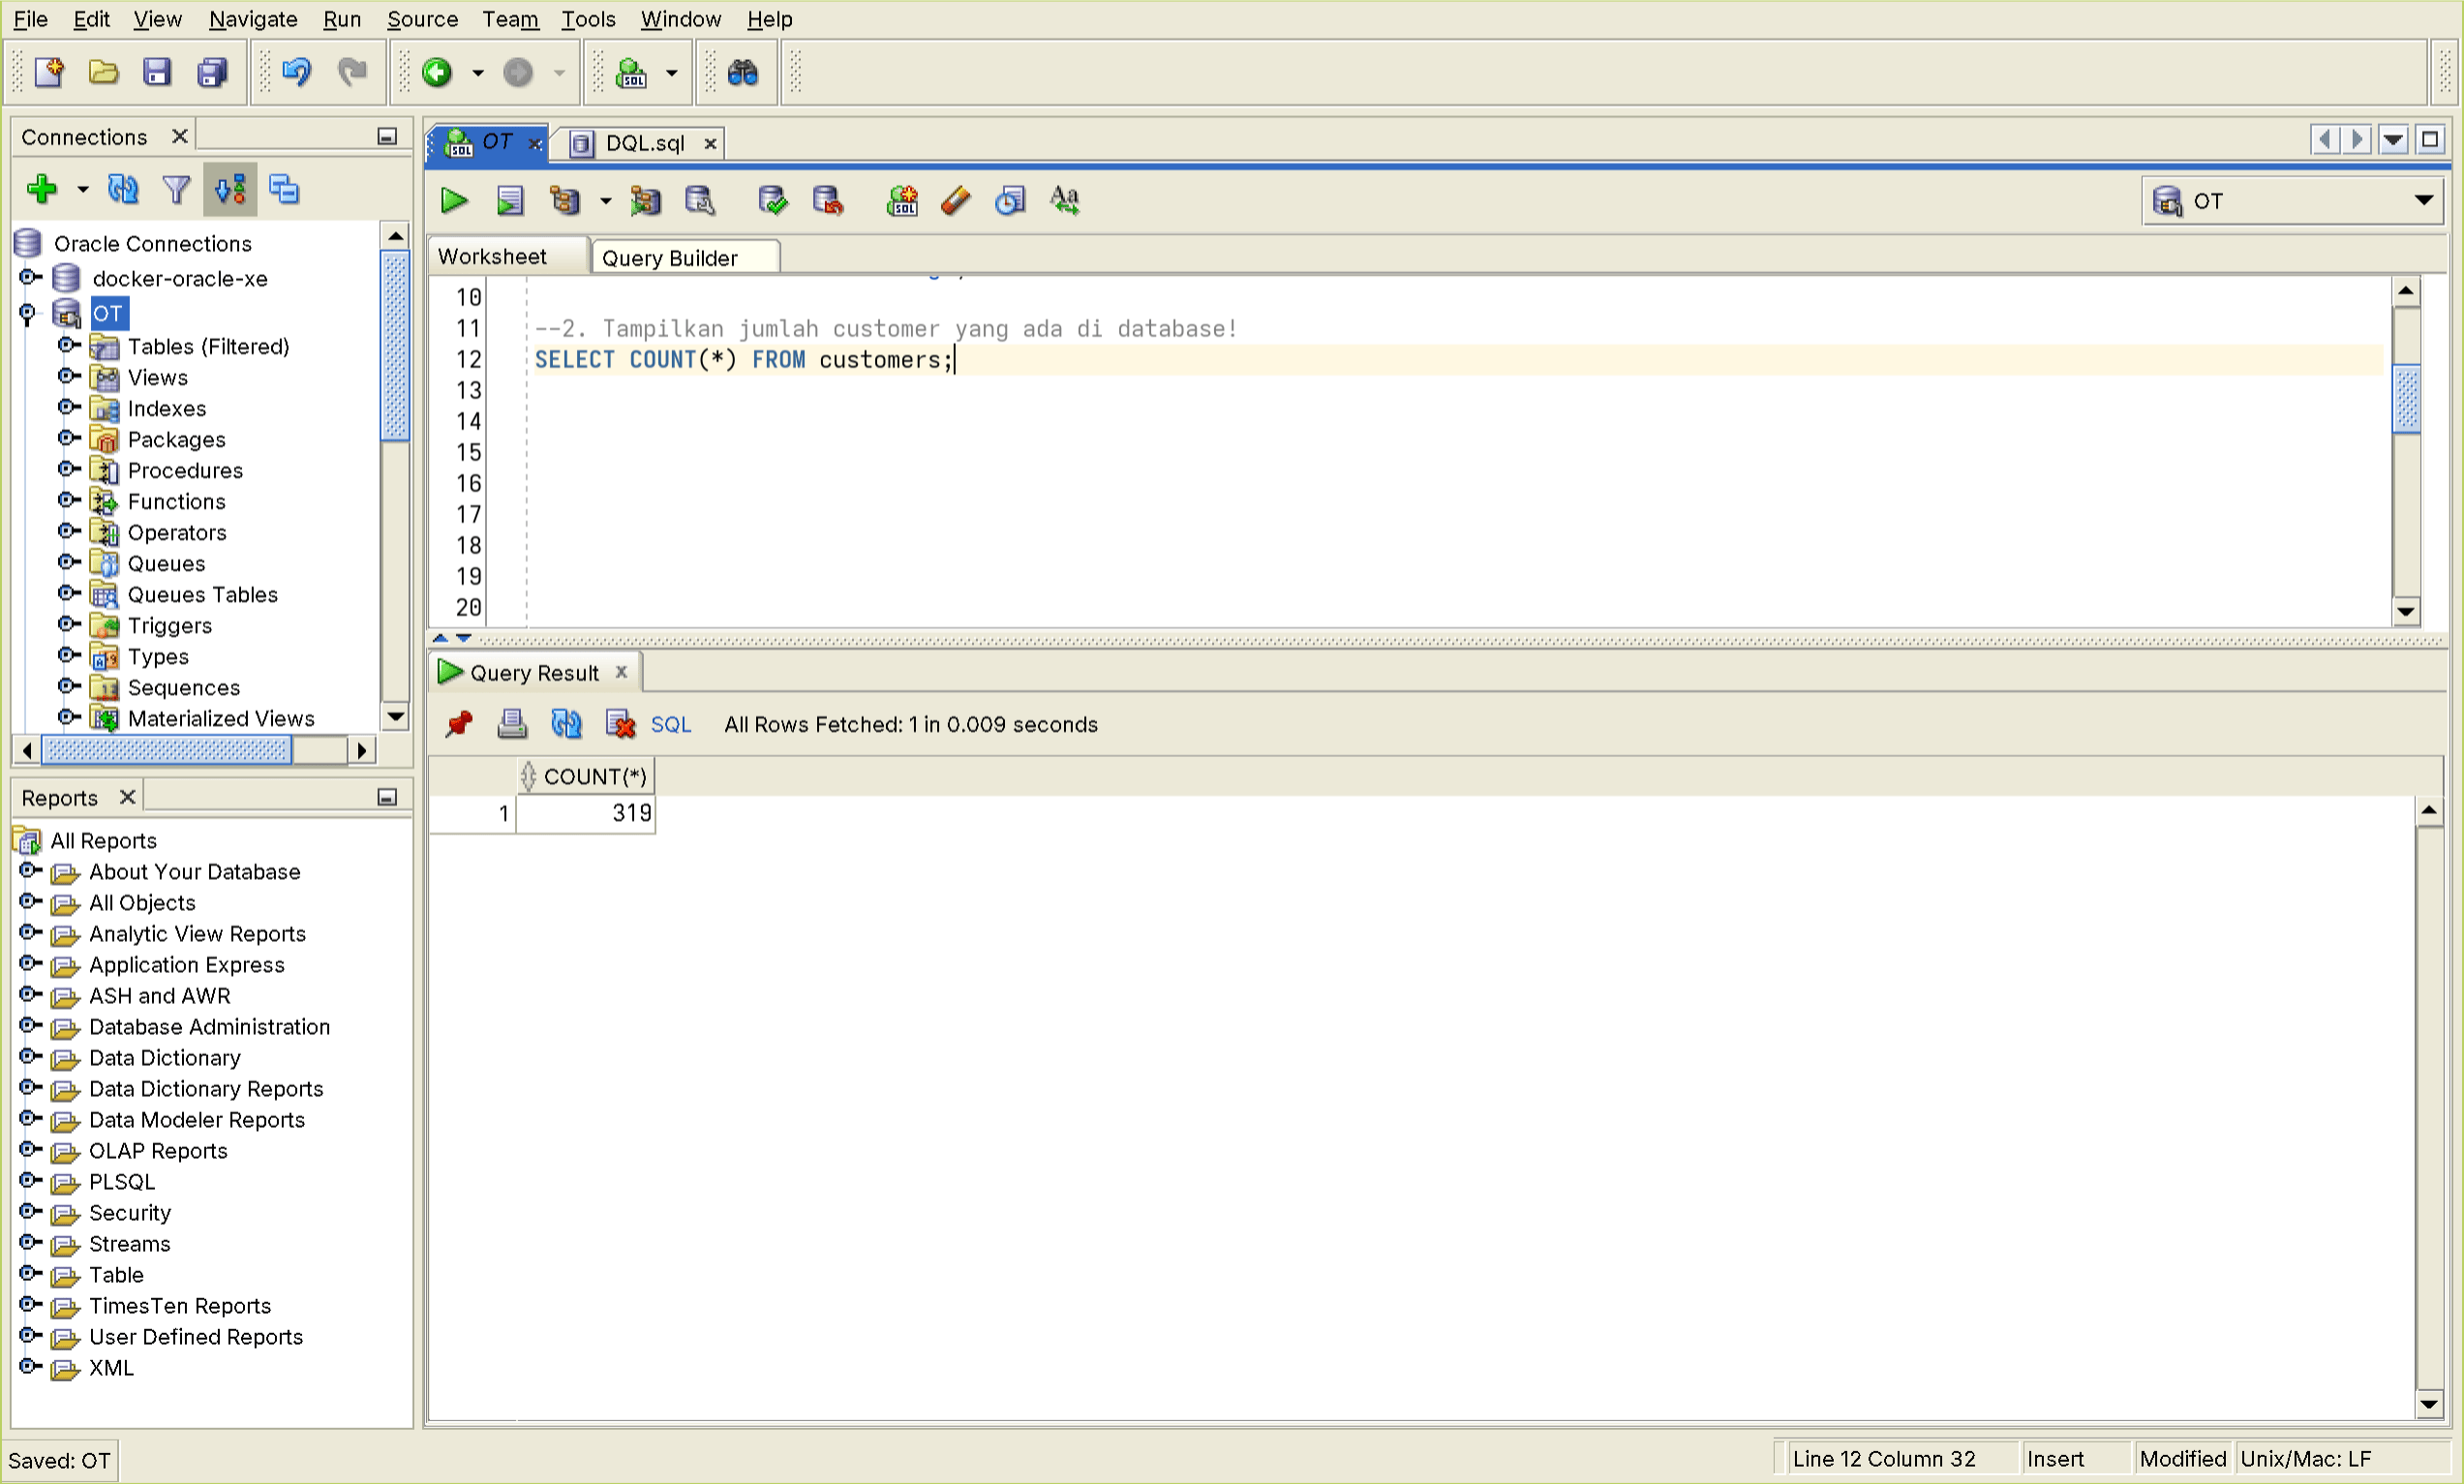 File Edit View Navigate Run Source Team Tools Window Help
Connections
Oracle Connections
docker-oracle-xe
OT
Tables (Filtered)
Views
Indexes
Packages
Procedures
Functions
Operators
Queues
Queues Tables
Triggers
Types
Sequences
Materialized Views
Reports
All Reports
About Your Database
All Objects
Analytic View Reports
Application Express
ASH and AWR
Database Administration
Data Dictionary
Data Dictionary Reports
Data Modeler Reports
OLAP Reports
PLSQL
Security
Streams
Table
TimesTen Reports
User Defined Reports
XML
OT DQL.sql
OT
Worksheet Query Builder
10
11 --2. Tampilkan jumlah customer yang ada di database!
12 SELECT COUNT(*) FROM customers;
13
14
15
16
17
18
19
20
Query Result
SQL All Rows Fetched: 1 in 0.009 seconds
COUNT(*)
1 319
Saved: OT
Line 12 Column 32 Insert Modified Unix/Mac: LF